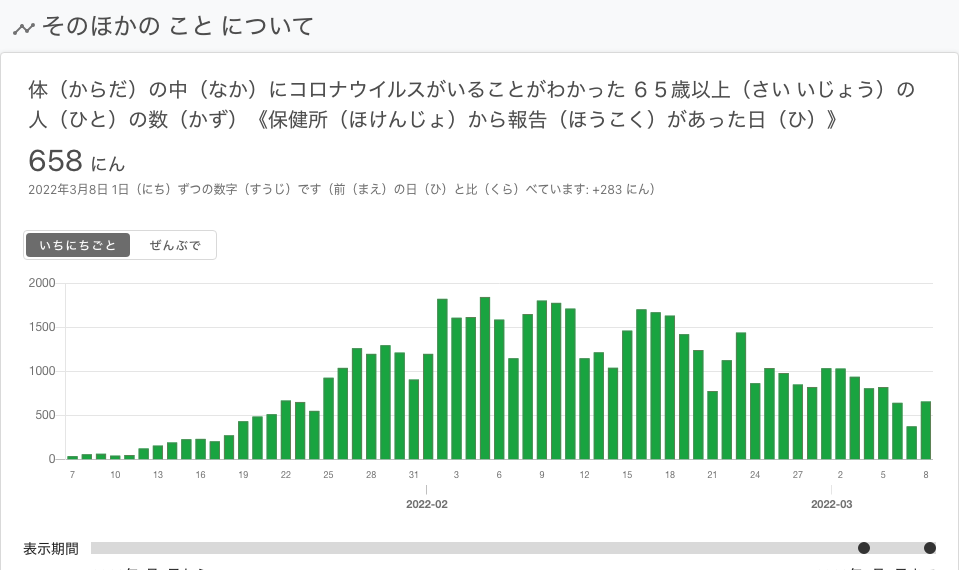 そのほかの こと について
体（からだ）の中（なか）にコロナウイルスがいることがわかった ６５歳以上（さい いじょう）の
人（ひと）の数（かず）《保健所（ほけんじょ）から報告（ほうこく）があった日（ひ）》
658 にん
2022年3月8日 1日（にち）ずつの数字（すうじ）です（前（まえ）の日（ひ）と比（くら）べています: +283 にん）
いちにちごと ぜんぶで
2000
1500
1000
500
0
7 10 13 16 19 22 25 28 31 3 6 9 12 15 18 21 24 27 2 5 8
2022-02 2022-03
表示期間